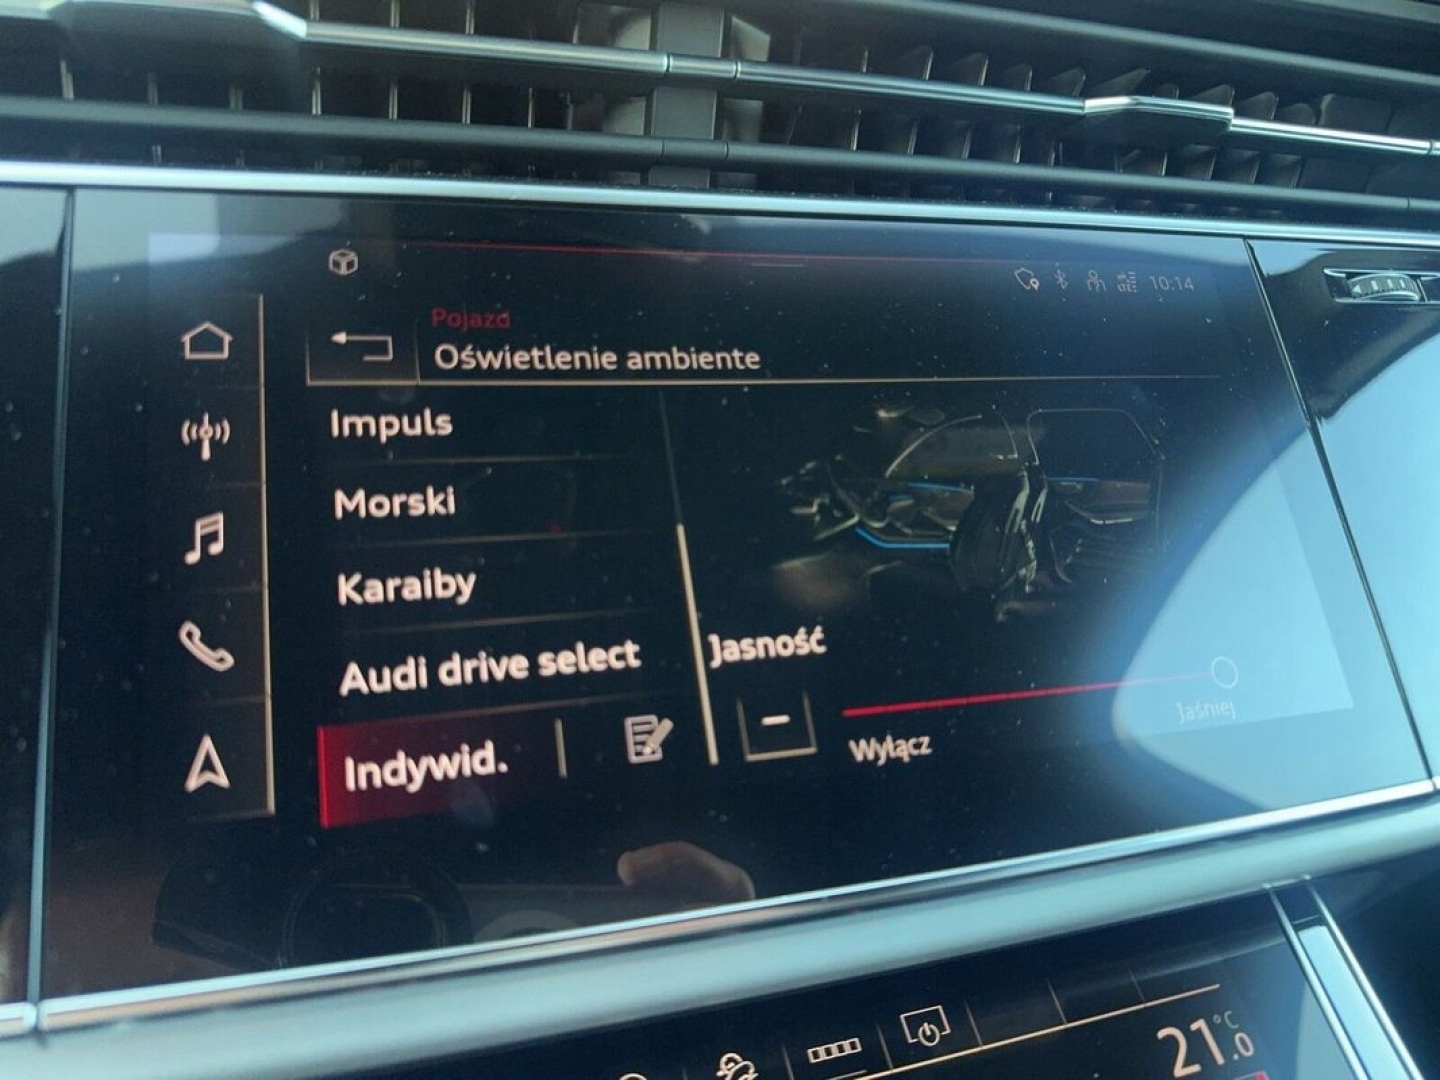 10:14
Pojazd
Oświetlenie ambiente
Impuls
Morski
Karaiby
Audi drive select
Indywid.
Jasność
−
Wyłącz
Jaśniej
21.0 °C